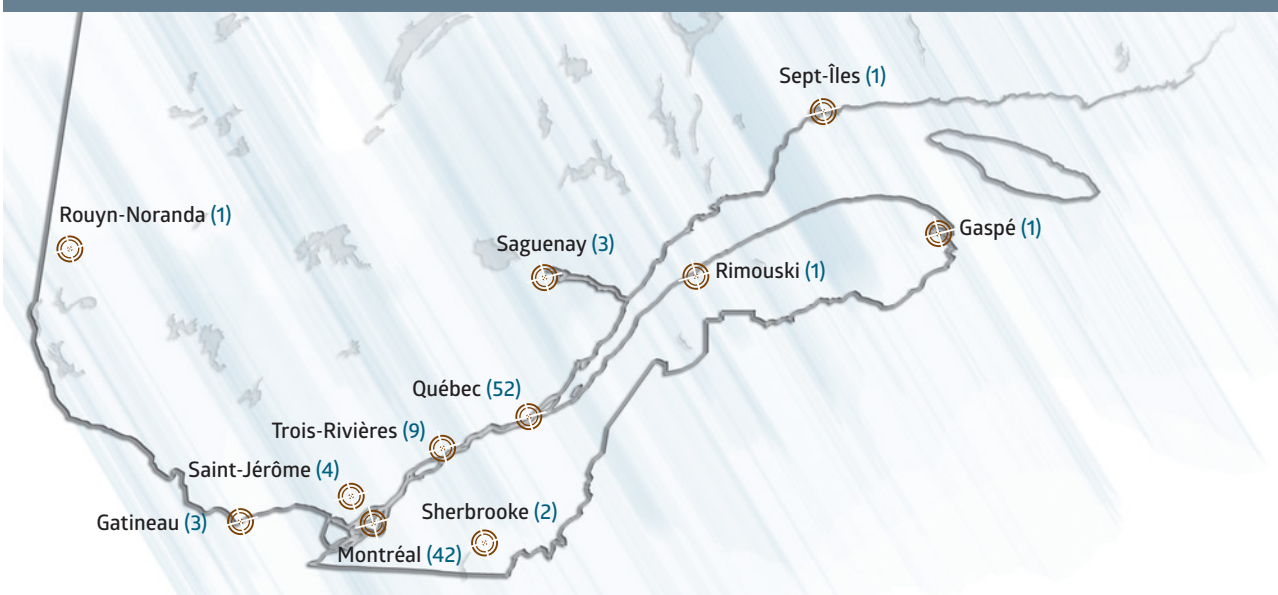 Sept-Îles (1)
Rouyn-Noranda (1)
Gaspé (1)
Saguenay (3)
Rimouski (1)
Québec (52)
Trois-Rivières (9)
Saint-Jérôme (4)
Sherbrooke (2)
Gatineau (3)
Montréal (42)